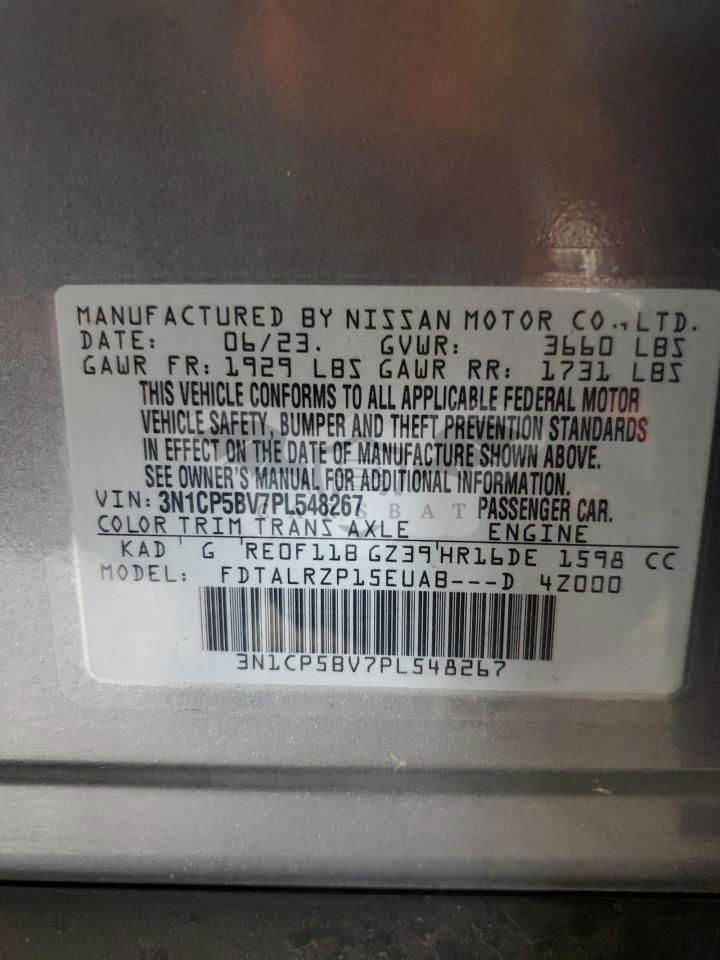 MANUFACTURED BY NISSAN MOTOR CO., LTD.
DATE: 06/23. GVWR: 3660 LBS
GAWR FR: 1929 LBS GAWR RR: 1731 LBS
THIS VEHICLE CONFORMS TO ALL APPLICABLE FEDERAL MOTOR
VEHICLE SAFETY, BUMPER AND THEFT PREVENTION STANDARDS
IN EFFECT ON THE DATE OF MANUFACTURE SHOWN ABOVE.
SEE OWNER'S MANUAL FOR ADDITIONAL INFORMATION.
VIN: 3N1CP5BV7PL548267 PASSENGER CAR.
COLOR TRIM TRANS AXLE ENGINE
KAD G RE0F11B GZ39 HR16DE 1598 CC
MODEL: FDTALRZP15EUAB---D 4Z000
3N1CP5BV7PL548267